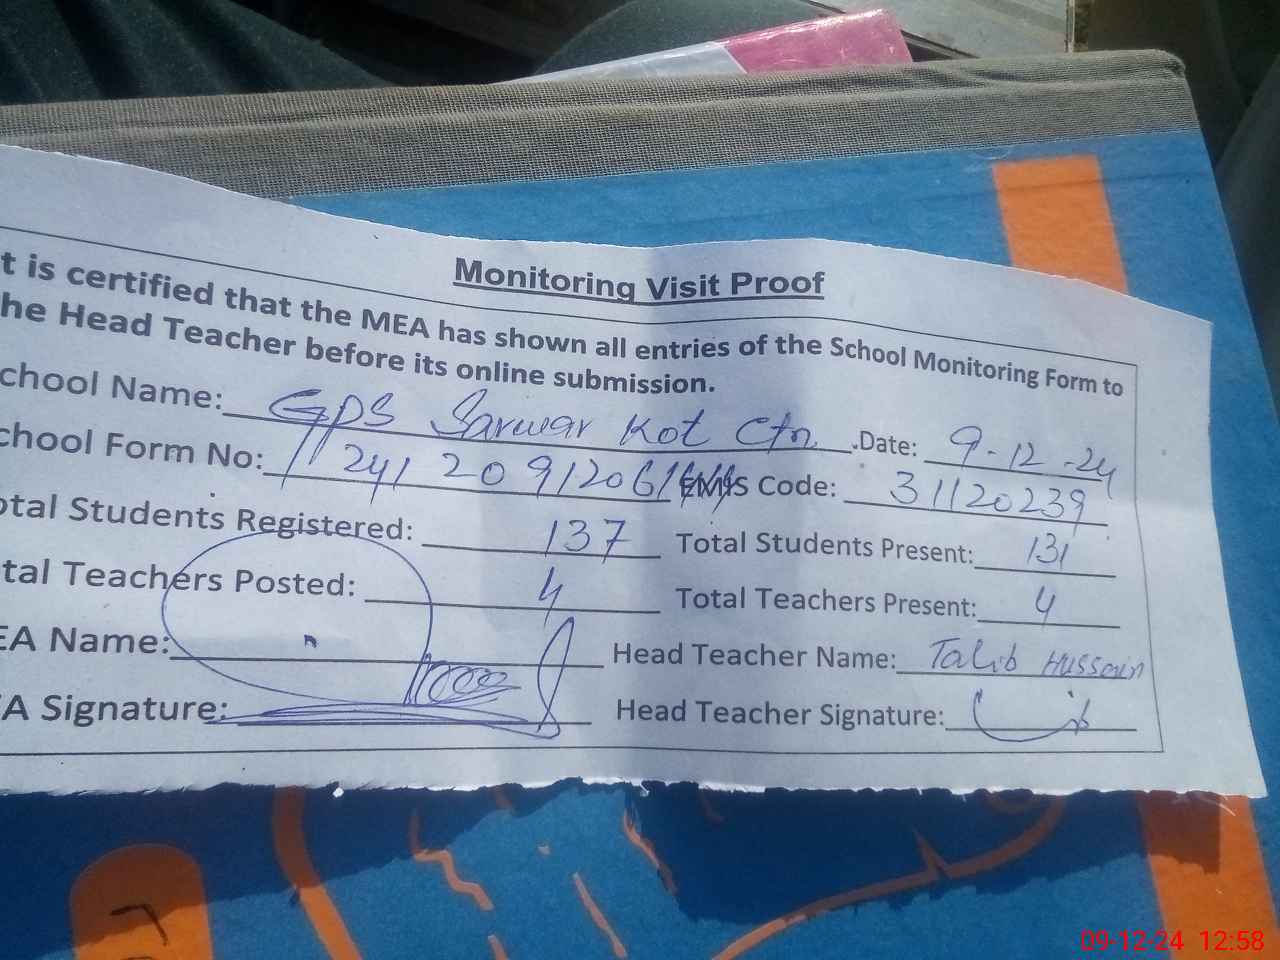 Monitoring Visit Proof
t is certified that the MEA has shown all entries of the School Monitoring Form to
he Head Teacher before its online submission.
chool Name: GPS Sarwar Kot Ctn .Date: 9-12-24
chool Form No: 241 209 1206 EMIS Code: 31120239
otal Students Registered: 137 Total Students Present: 131
tal Teachers Posted: 4 Total Teachers Present: 4
EA Name: Head Teacher Name: Talib Hussain
A Signature: Head Teacher Signature:
09-12-24 12:58